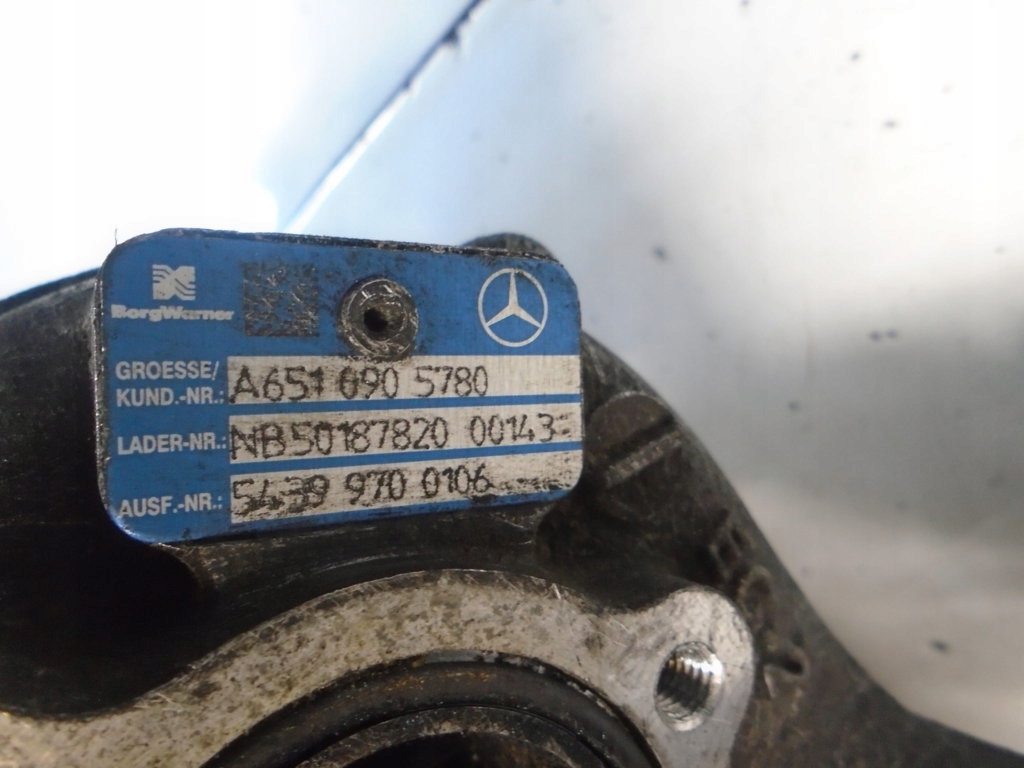 BorgWarner
GROESSE/
KUND.-NR.: A651 090 5780
LADER-NR.: NB50187820 00143
AUSF.-NR.: 5439 970 0106